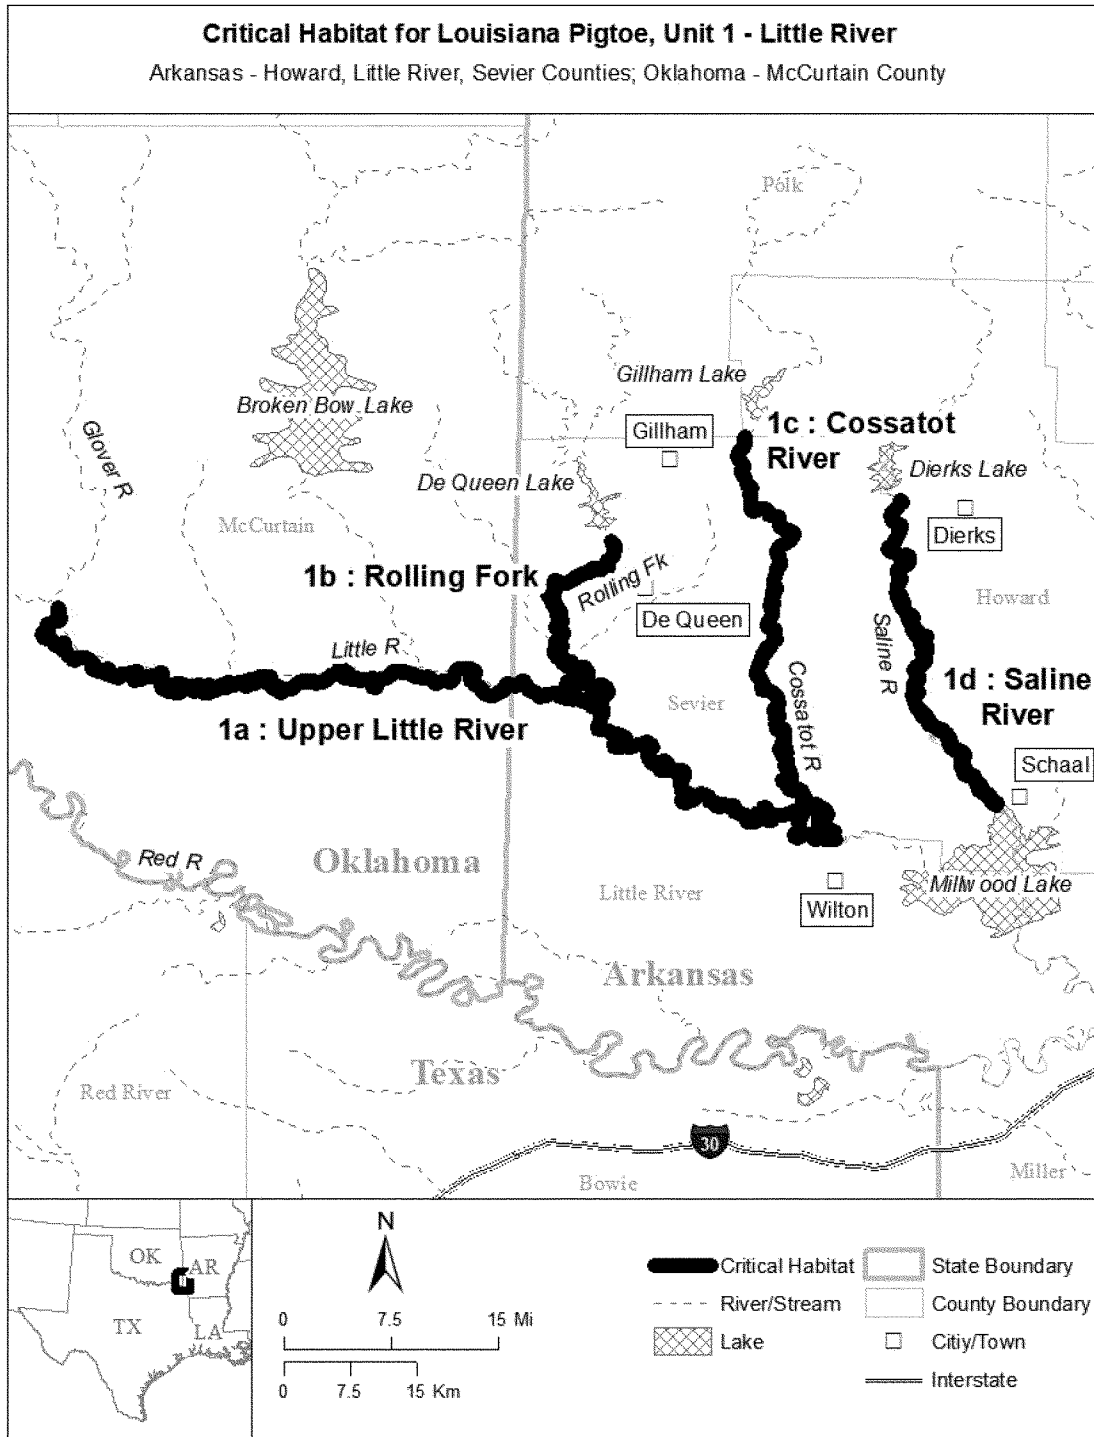 Critical Habitat for Louisiana Pigtoe, Unit 1 - Little River
Arkansas - Howard, Little River, Sevier Counties; Oklahoma - McCurtain County
Polk
Gillham Lake
Broken Bow Lake
Glover R
Gillham
1c : Cossatot
River
De Queen Lake
Dierks Lake
McCurtain
Dierks
1b : Rolling Fork
Rolling Fk
De Queen
Howard
Little R
Saline R
Cossatot R
Sevier
1d : Saline
River
1a : Upper Little River
Schaal
Red R
Oklahoma
Little River
Millwood Lake
Wilton
Arkansas
Texas
Red River
30
Bowie
Miller
OK
AR
TX
LA
N
0 7.5 15 Mi
0 7.5 15 Km
Critical Habitat
River/Stream
Lake
State Boundary
County Boundary
Citiy/Town
Interstate